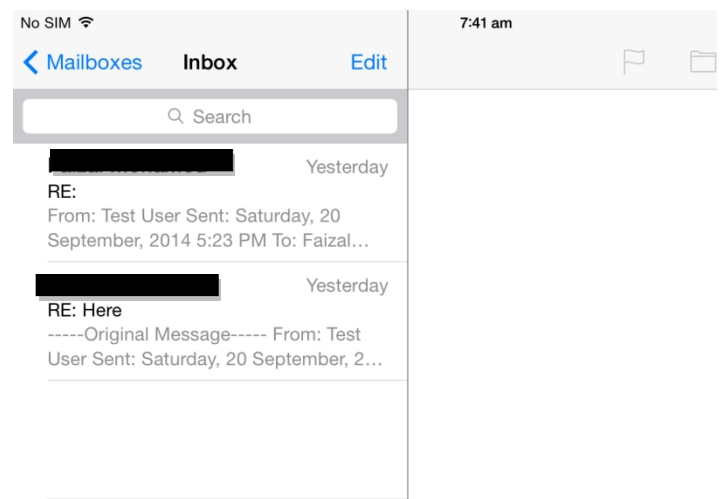 No SIM 7:41 am
Mailboxes Inbox Edit
Search
Yesterday
RE:
From: Test User Sent: Saturday, 20
September, 2014 5:23 PM To: Faizal...
Yesterday
RE: Here
-----Original Message----- From: Test
User Sent: Saturday, 20 September, 2...